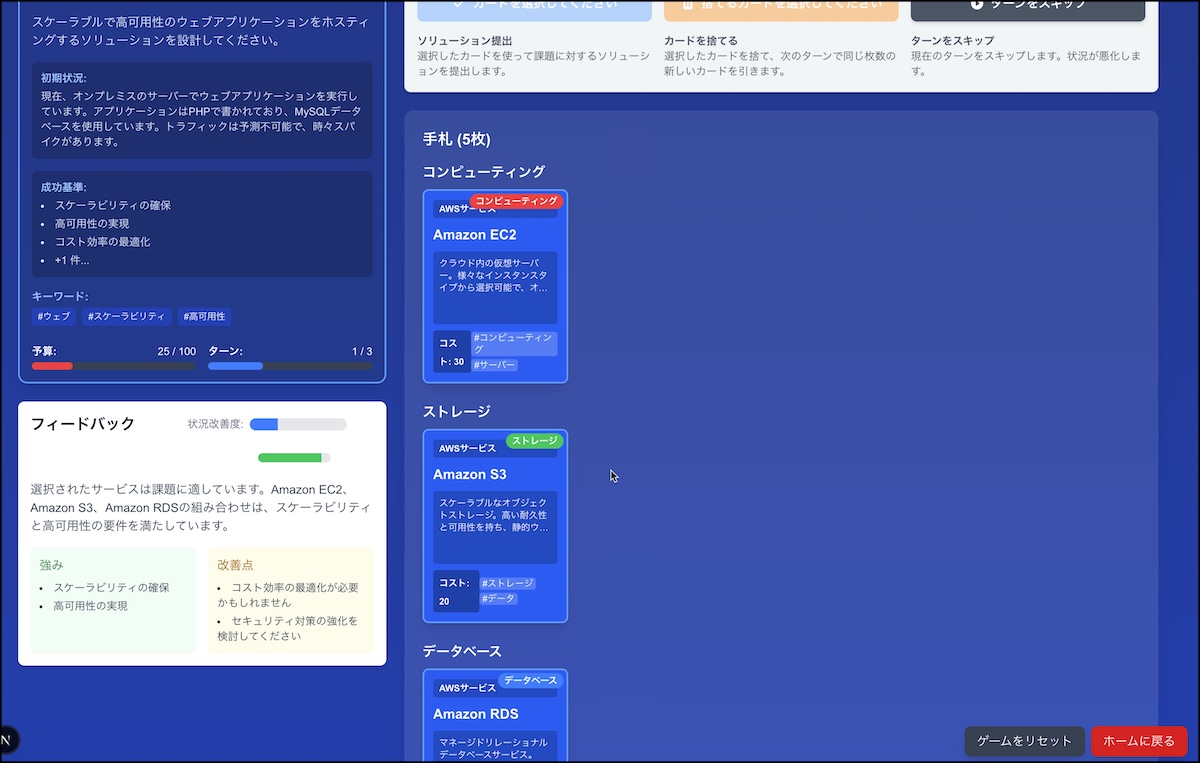 スケーラブルで高可用性のウェブアプリケーションをホスティ
ングするソリューションを設計してください。
初期状況:
現在、オンプレミスのサーバーでウェブアプリケーションを実行し
ています。アプリケーションはPHPで書かれており、MySQLデータ
ベースを使用しています。トラフィックは予測不可能で、時々スパ
イクがあります。
成功基準:
• スケーラビリティの確保
• 高可用性の実現
• コスト効率の最適化
• +1 件...
キーワード:
#ウェブ #スケーラビリティ #高可用性
予算: 25 / 100 ターン: 1 / 3
フィードバック 状況改善度:
選択されたサービスは課題に適しています。Amazon EC2、
Amazon S3、Amazon RDSの組み合わせは、スケーラビリティ
と高可用性の要件を満たしています。
強み
• スケーラビリティの確保
• 高可用性の実現
改善点
• コスト効率の最適化が必要
かもしれません
• セキュリティ対策の強化を
検討してください
カードを選択してください
捨てるカードを選択してください
ターンをスキップ
ソリューション提出
選択したカードを使って課題に対するソリューシ
ョンを提出します。
カードを捨てる
選択したカードを捨て、次のターンで同じ枚数の
新しいカードを引きます。
ターンをスキップ
現在のターンをスキップします。状況が悪化しま
す。
手札 (5枚)
コンピューティング
コンピューティング
AWSサービス
Amazon EC2
クラウド内の仮想サーバ
ー。様々なインスタンスタ
イプから選択可能で、オ...
コス
ト: 30
#コンピューティン
グ
#サーバー
ストレージ
ストレージ
AWSサービス
Amazon S3
スケーラブルなオブジェク
トストレージ。高い耐久性
と可用性を持ち、静的ウ...
コスト:
20
#ストレージ
#データ
データベース
データベース
AWSサービス
Amazon RDS
マネージドリレーショナル
データベースサービス。
N
ゲームをリセット
ホームに戻る